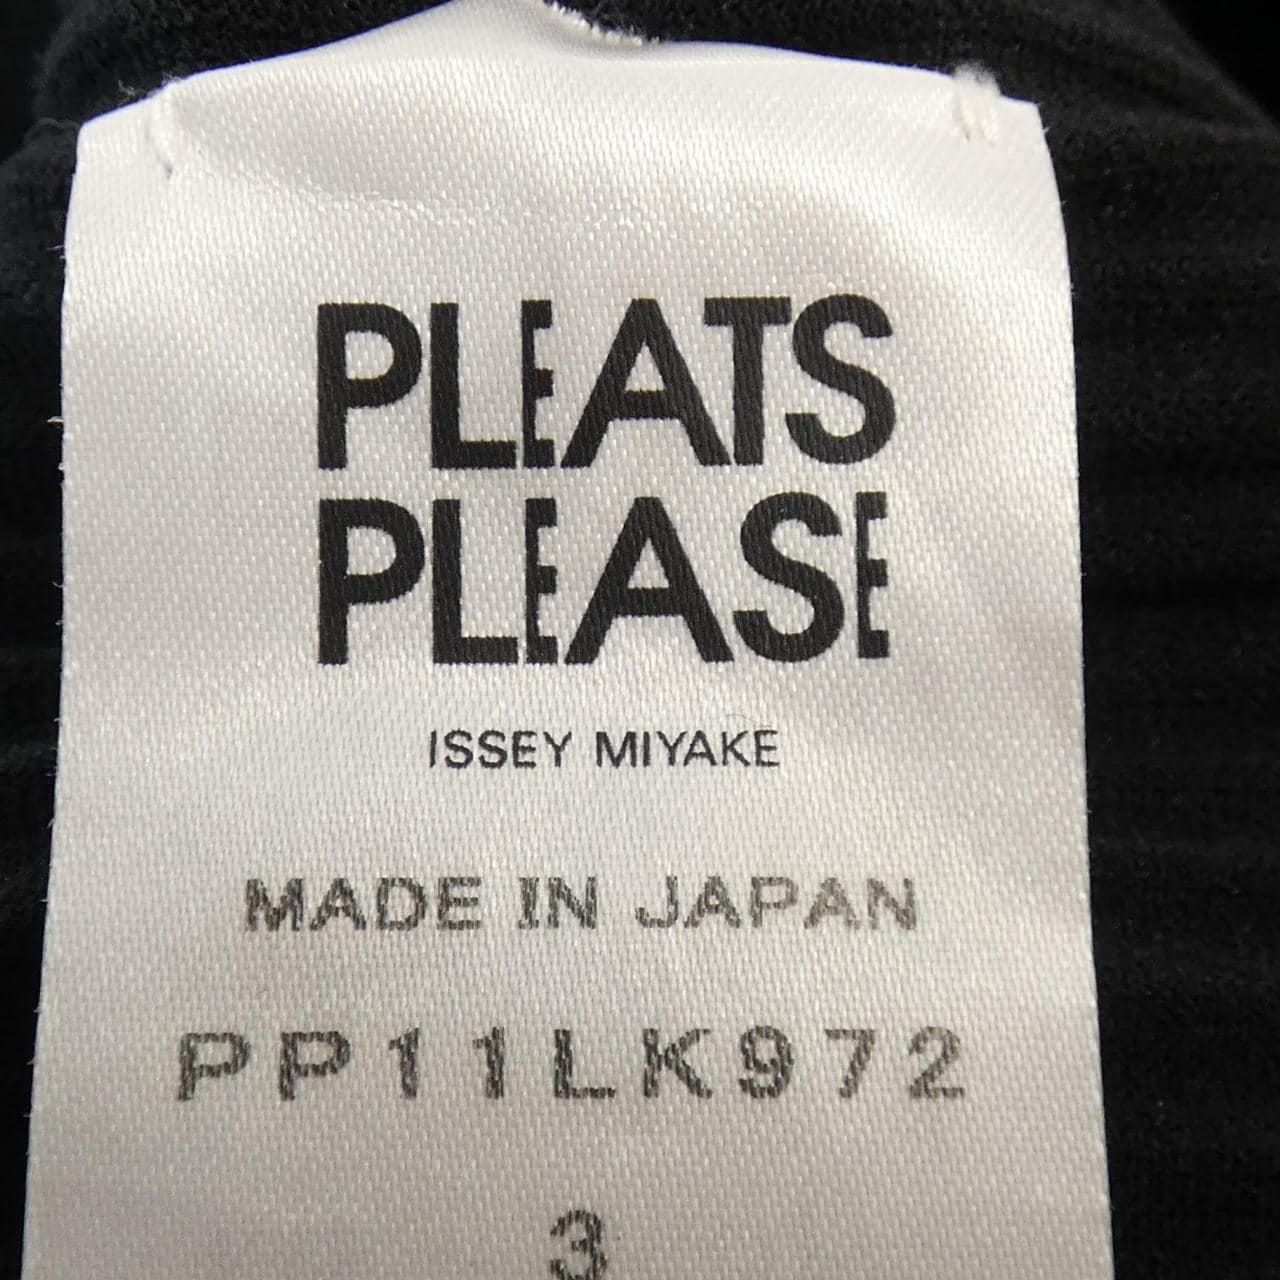 PLEATS
PLEASE
ISSEY MIYAKE
MADE IN JAPAN
PP11LK972
3